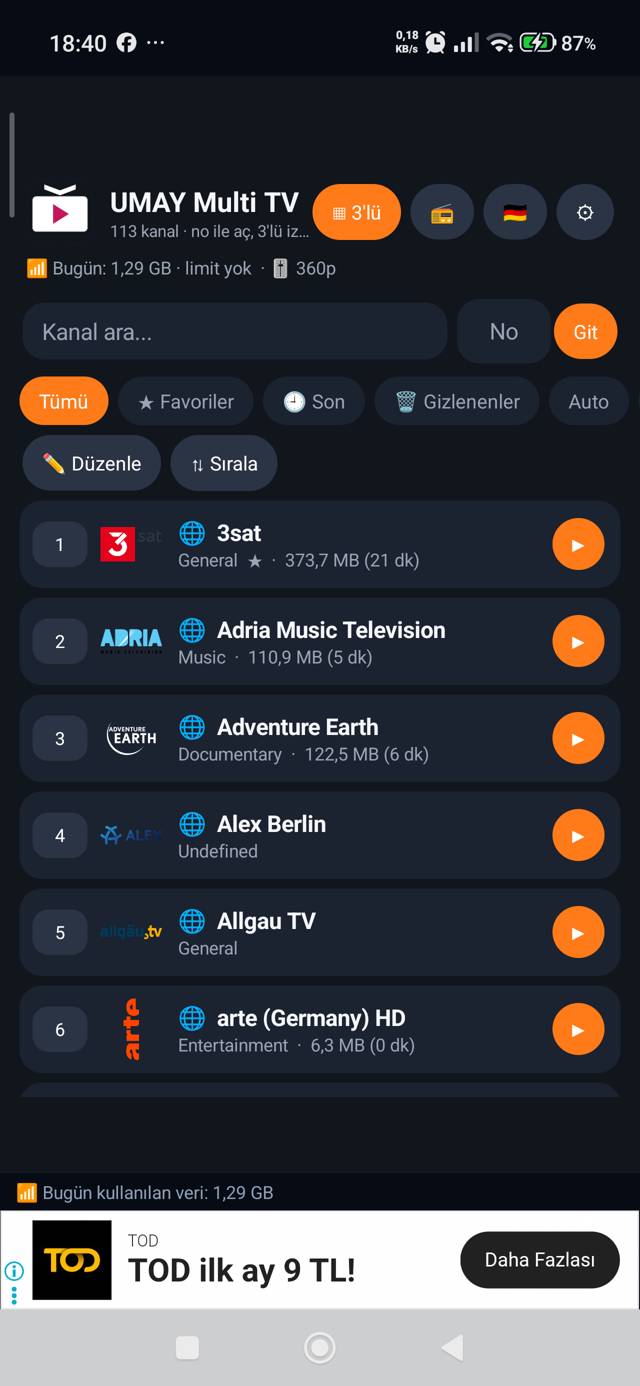 18:40
0,18 KB/s
87%
UMAY Multi TV
113 kanal · no ile aç, 3'lü iz...
3'lü
Bugün: 1,29 GB · limit yok · 360p
Kanal ara...
No
Git
Tümü
★ Favoriler
Son
Gizlenenler
Auto
Düzenle
⇅ Sırala
1
3 sat
3sat
General ★ · 373,7 MB (21 dk)
2
ADRIA
MUSIC TELEVISION
Adria Music Television
Music · 110,9 MB (5 dk)
3
ADVENTURE
EARTH
Adventure Earth
Documentary · 122,5 MB (6 dk)
4
ALEX
Alex Berlin
Undefined
5
allgäu.tv
Allgau TV
General
6
arte
arte (Germany) HD
Entertainment · 6,3 MB (0 dk)
Bugün kullanılan veri: 1,29 GB
TOD
TOD
TOD ilk ay 9 TL!
Daha Fazlası